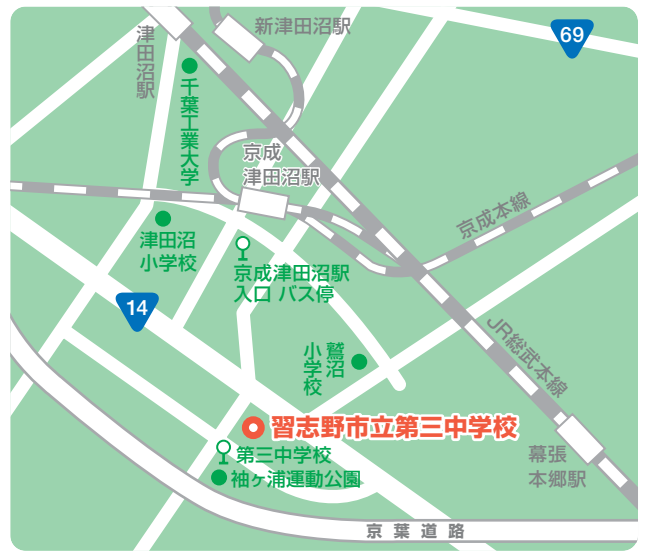 新津田沼駅
69
津田沼駅
千葉工業大学
京成
津田沼駅
京成本線
津田沼
小学校
京成津田沼駅
入口 バス停
14
JR総武本線
鷲沼
小学校
習志野市立第三中学校
第三中学校
袖ヶ浦運動公園
幕張
本郷駅
京葉道路